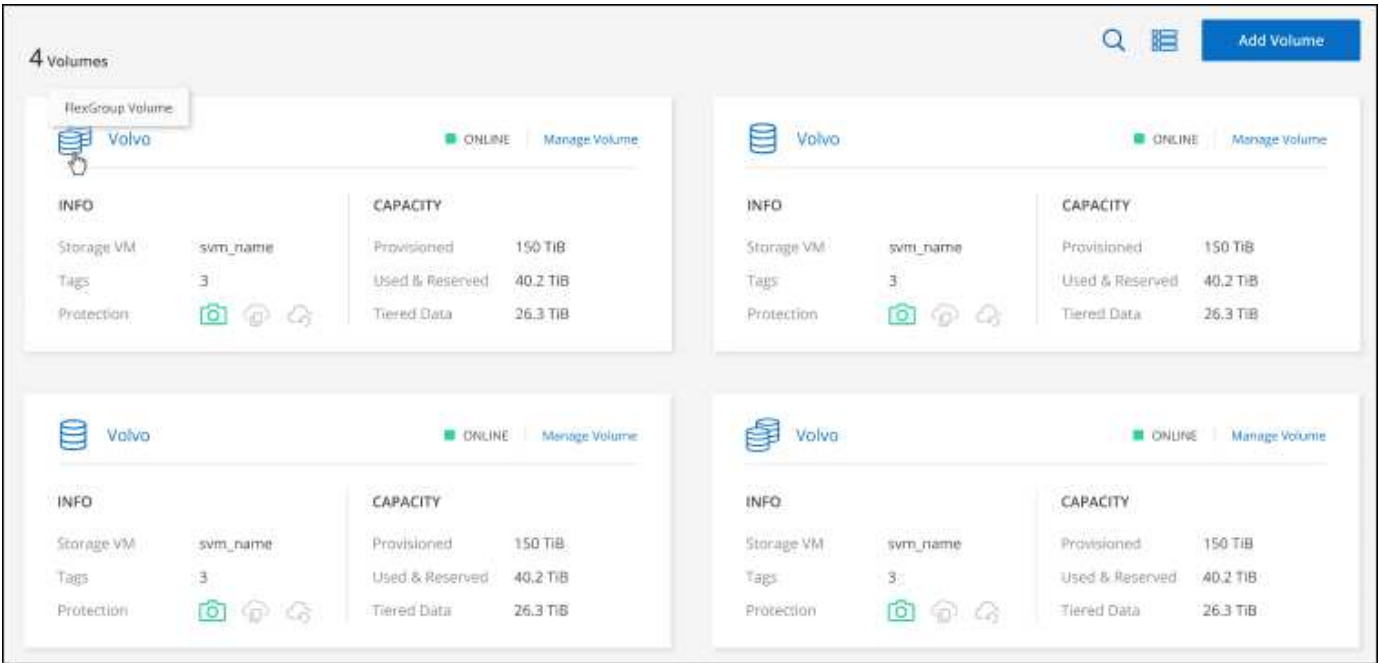 Add Volume
4 Volumes
FlexGroup Volume
Volvo ONLINE Manage Volume
INFO CAPACITY
Storage VM svm_name Provisioned 150 TiB
Tags 3 Used & Reserved 40.2 TiB
Protection Tiered Data 26.3 TiB
Volvo ONLINE Manage Volume
INFO CAPACITY
Storage VM svm_name Provisioned 150 TiB
Tags 3 Used & Reserved 40.2 TiB
Protection Tiered Data 26.3 TiB
Volvo ONLINE Manage Volume
INFO CAPACITY
Storage VM svm_name Provisioned 150 TiB
Tags 3 Used & Reserved 40.2 TiB
Protection Tiered Data 26.3 TiB
Volvo ONLINE Manage Volume
INFO CAPACITY
Storage VM svm_name Provisioned 150 TiB
Tags 3 Used & Reserved 40.2 TiB
Protection Tiered Data 26.3 TiB